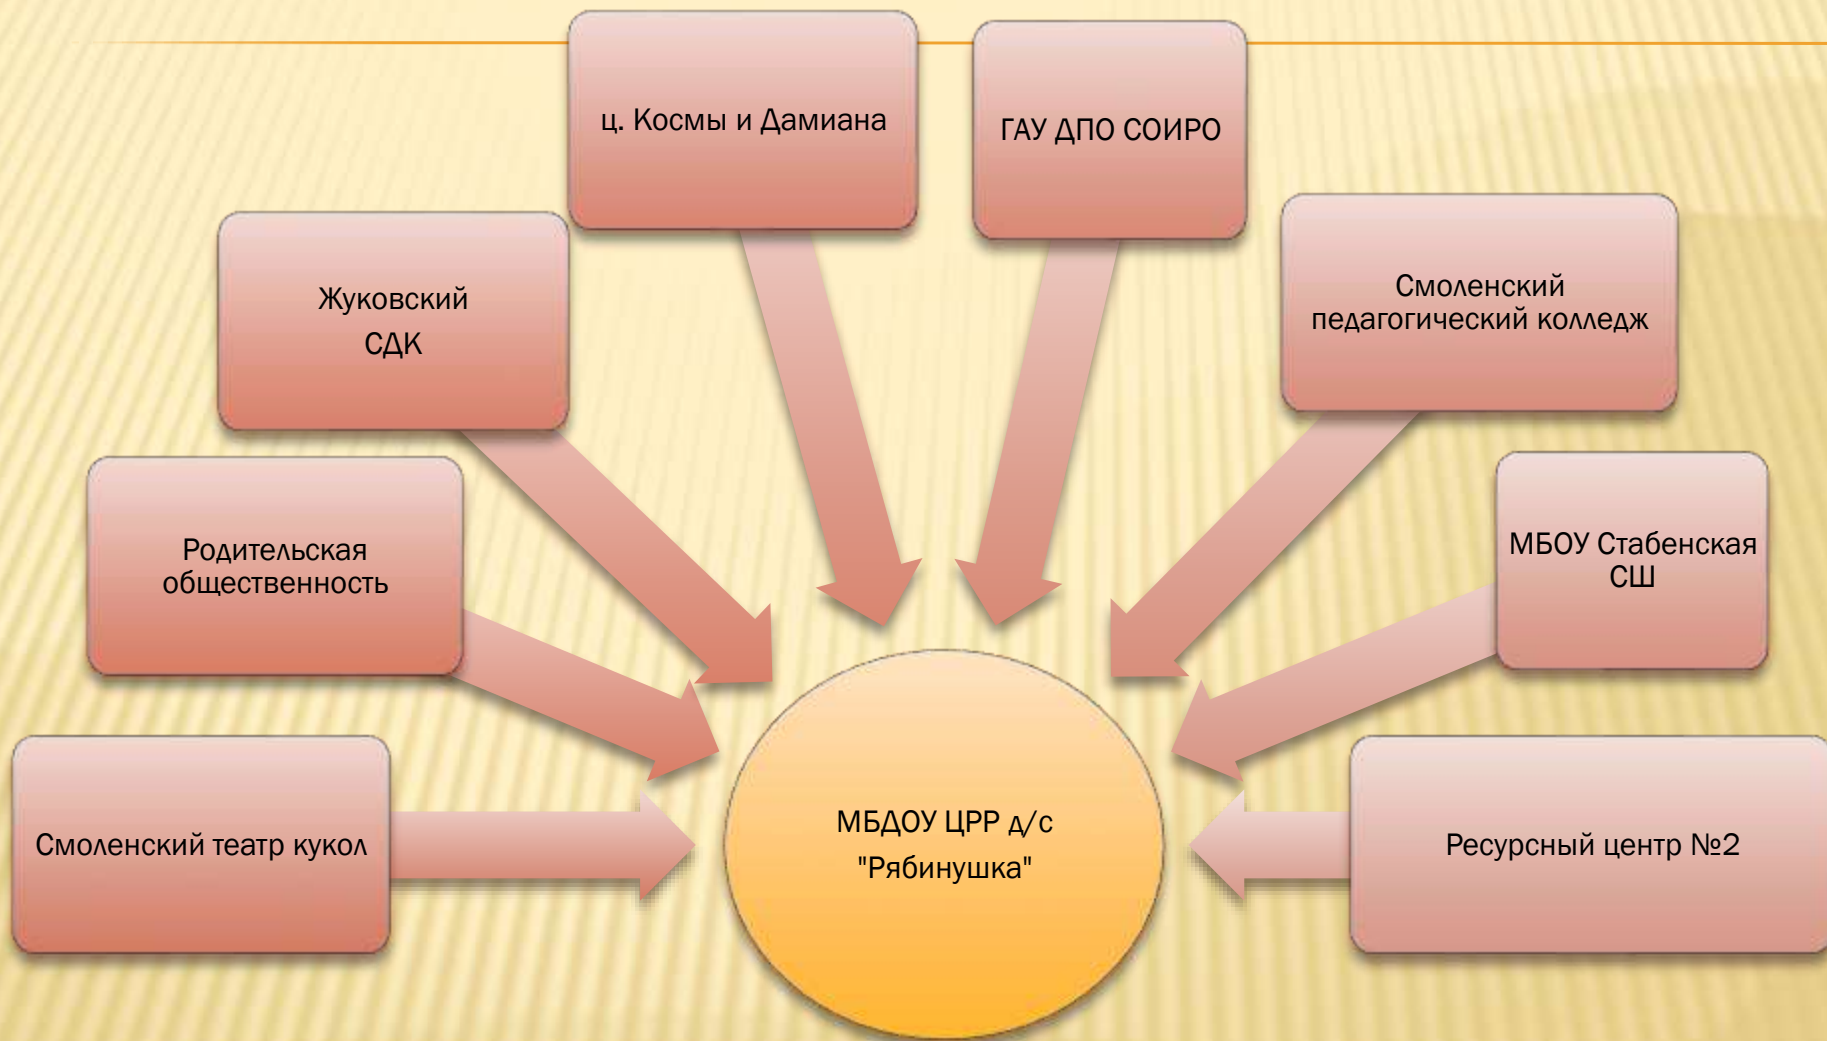 ц. Космы и Дамиана
ГАУ ДПО СОИРО
Жуковский
СДК
Смоленский
педагогический колледж
Родительская
общественность
МБОУ Стабенская
СШ
Смоленский театр кукол
МБДОУ ЦРР д/с
"Рябинушка"
Ресурсный центр №2